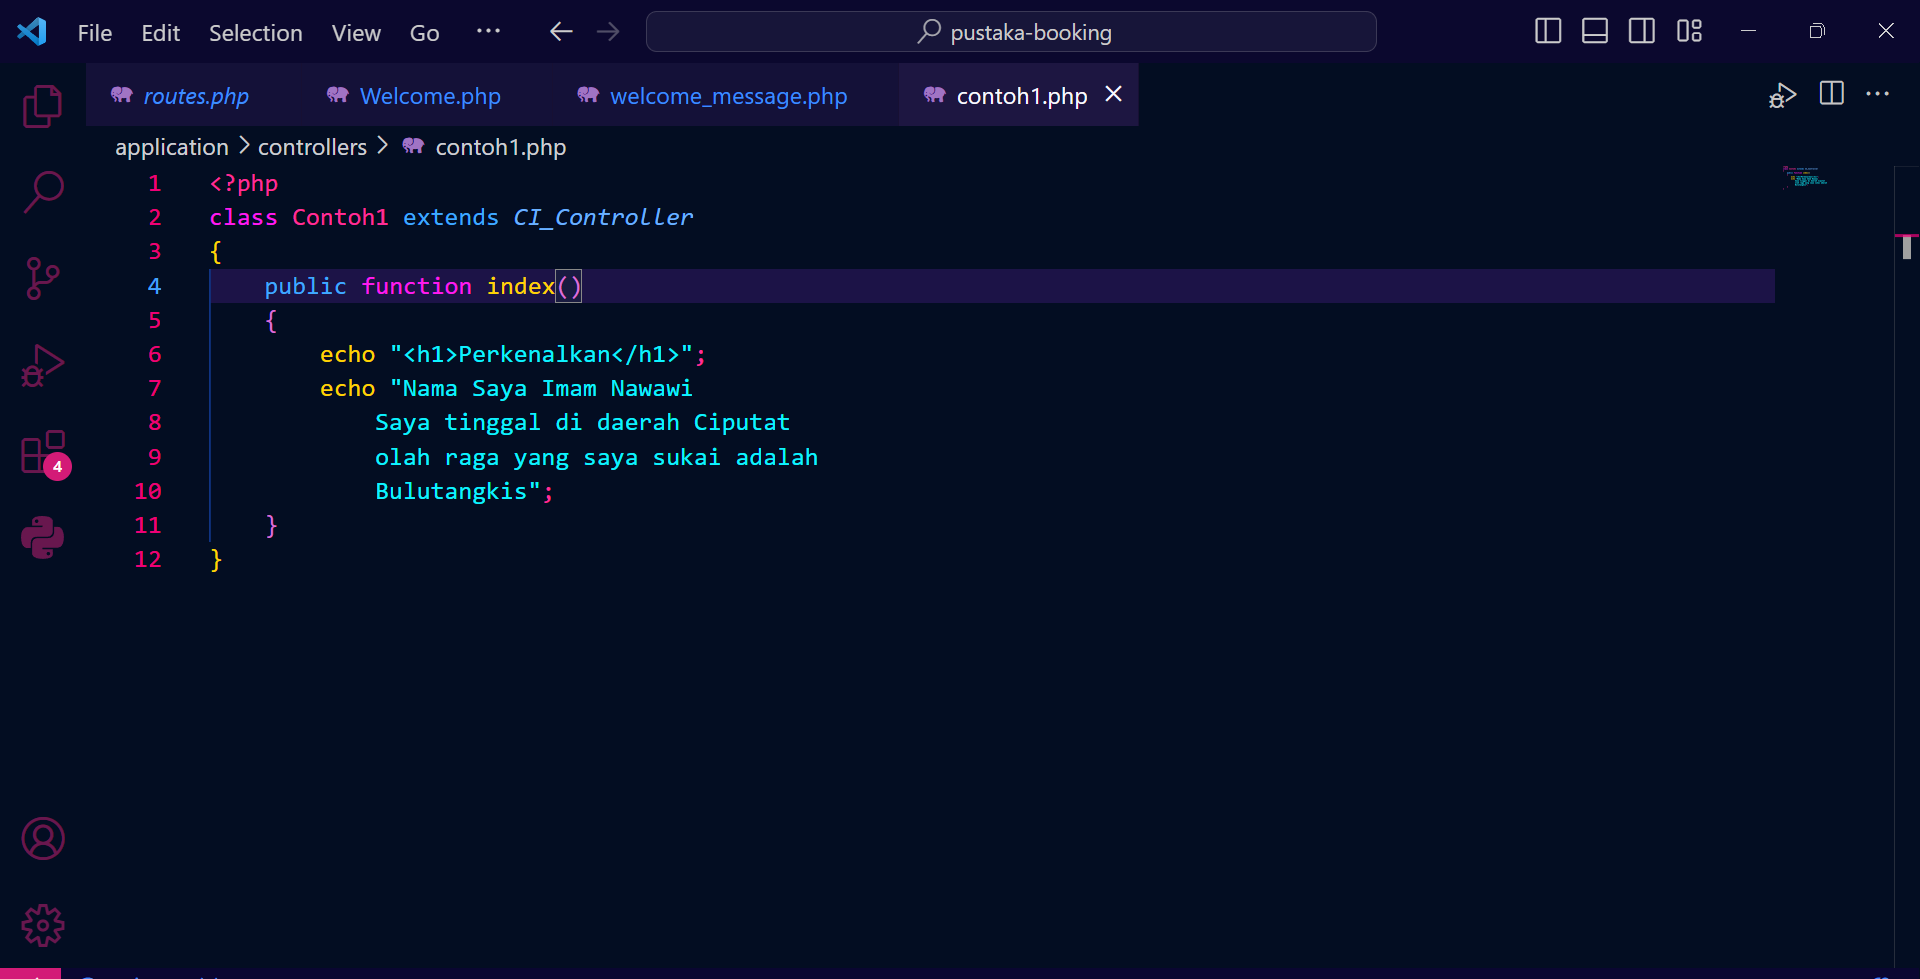 File Edit Selection View Go ··· pustaka-booking
routes.php Welcome.php welcome_message.php contoh1.php
application > controllers > contoh1.php
1 <?php
2 class Contoh1 extends CI_Controller
3 {
4 public function index()
5 {
6 echo "<h1>Perkenalkan</h1>";
7 echo "Nama Saya Imam Nawawi
8 Saya tinggal di daerah Ciputat
9 olah raga yang saya sukai adalah
10 Bulutangkis";
11 }
12 }
4